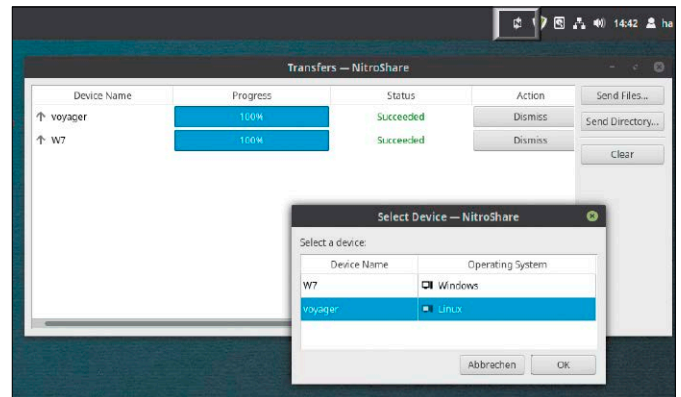 14:42 ha
Transfers — NitroShare
Device Name Progress Status Action
voyager 100% Succeeded Dismiss
W7 100% Succeeded Dismiss
Send Files...
Send Directory...
Clear
Select Device — NitroShare
Select a device:
Device Name Operating System
W7 Windows
voyager Linux
Abbrechen OK